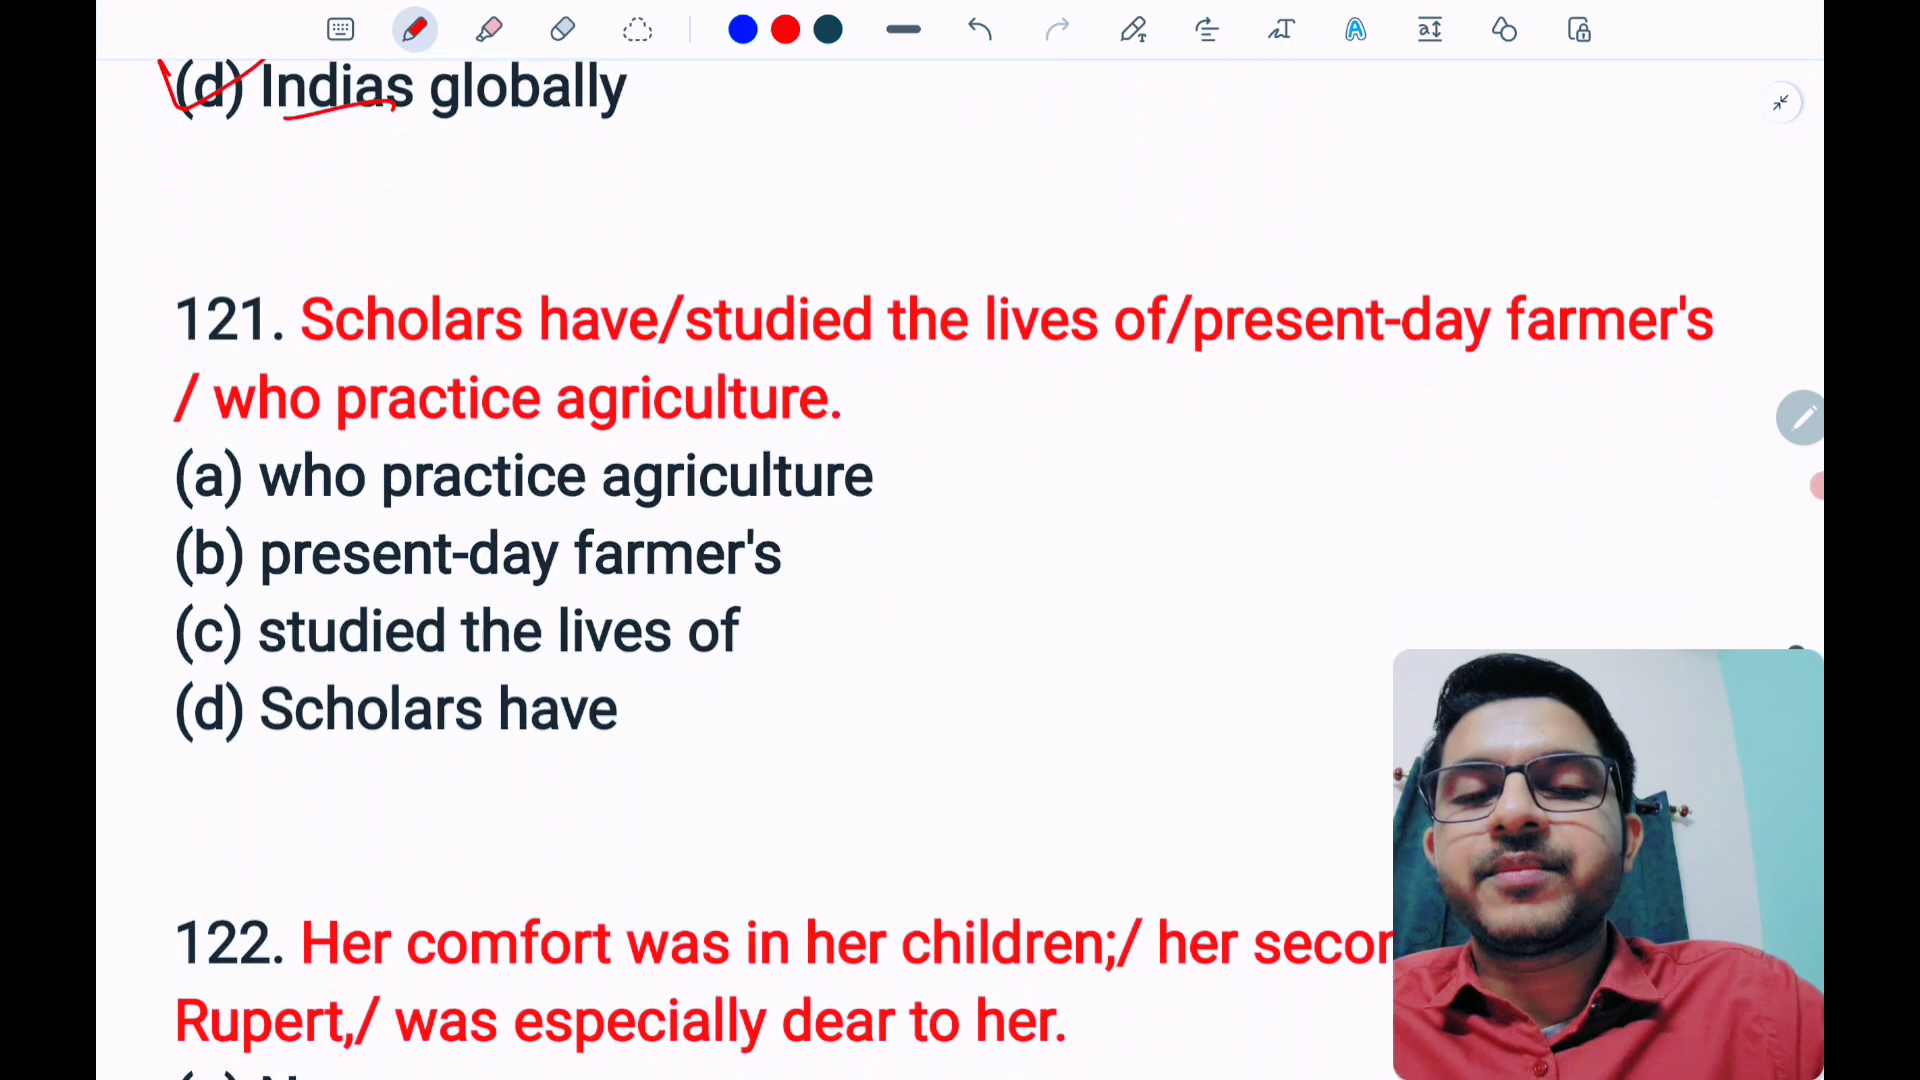 (d) Indias globally
121. Scholars have/studied the lives of/present-day farmer's
/ who practice agriculture.
(a) who practice agriculture
(b) present-day farmer's
(c) studied the lives of
(d) Scholars have
122. Her comfort was in her children;/ her
Rupert,/ was especially dear to her.